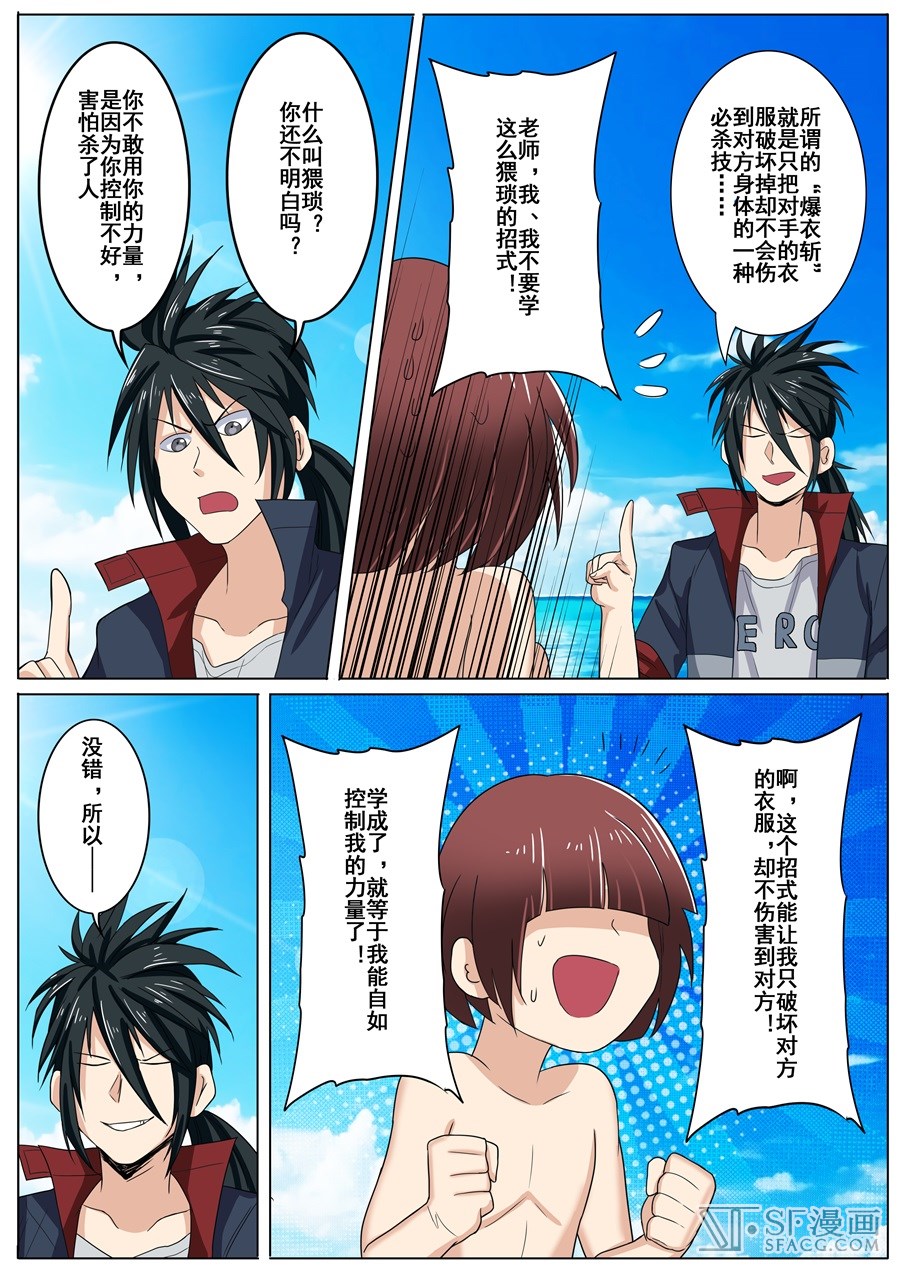 所谓的“爆衣斩”
就是只把对手的衣
服破坏掉却不会伤
到对方身体的一种
必杀技……
老师，我、我不要学
这么猥琐的招式！
ERO
什么叫猥琐？
你还不明白吗？
你不敢用你的力量，
是因为你控制不好，
害怕杀了人
啊，这个招式能让我只破坏对方
的衣服，却不伤害到对方！
学成了，就等于我能自如
控制我的力量了！
没错，所以——
SF漫画
SFACG.COM